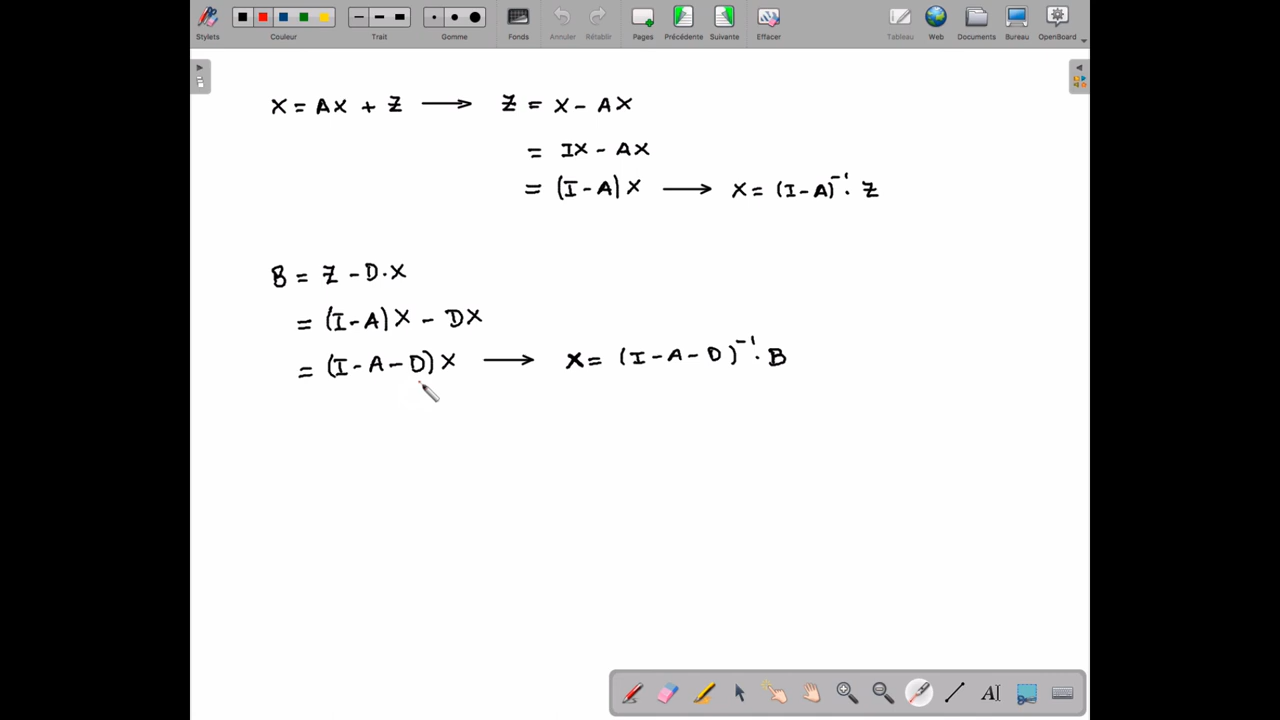 Stylets Couleur Trait Gomme Fonds Annuler Rétablir Pages Précédente Suivante Effacer Tableau Web Documents Bureau OpenBoard
X = AX + Z ⟶ Z = X - AX
= IX - AX
= (I - A) X ⟶ X = (I - A)⁻¹ · Z
B = Z - D·X
= (I - A) X - DX
= (I - A - D) X ⟶ X = (I - A - D)⁻¹ · B